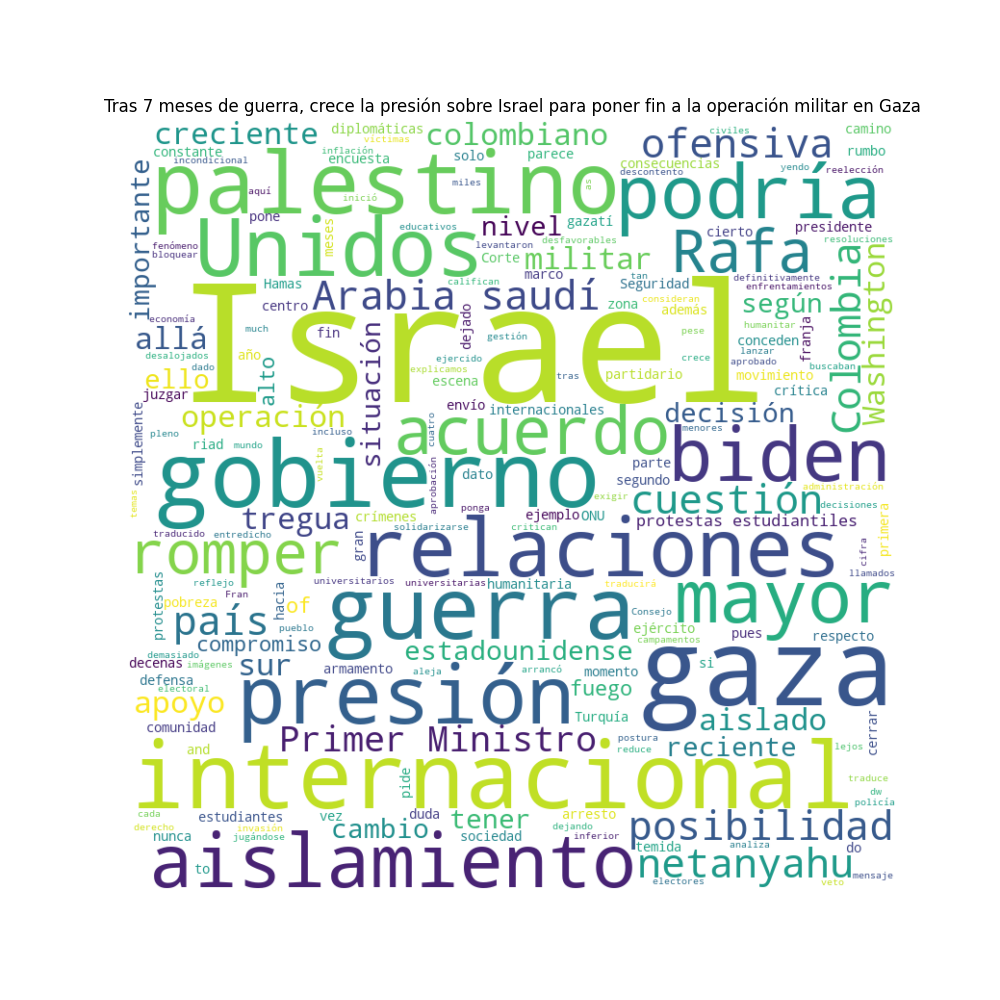 Tras 7 meses de guerra, crece la presión sobre Israel para poner fin a la operación militar en Gaza
creciente
diplomáticas
víctimas
colombiano
ofensiva
civiles
camino
constante
inflación
encuesta
solo
parece
consecuencias
rumbo
incondicional
palestino
miles
descontento
podría
yendo
reelección
importante
aquí
inició
as
pone
Unidos
meses
educativos
nivel
gazatí
Rafa
cierto
presidente
fenómeno
bloquear
levantaron
desfavorables
Corte
militar
resoluciones
Hamas
califican
marco
Seguridad
tan
definitivamente
enfrentamientos
Colombia
Washington
centro
Arabia saudí
zona
consideran
además
según
economía
fin
Israel
dejado
gestión
humanitar
allá
much
situación
ejercido
pese
conceden
franja
desalojados
año
explicamos
crece
lanzar
aprobado
dado
ello
alto
escena
tras
partidario
movimiento
juzgar
crítica
buscaban
operación
envío
internacionales
decisión
simplemente
pleno
incluso
acuerdo
cuatro
menores
riad
mundo
vuelta
biden
gobierno
dato
parte
segundo
aprobación
temas
administración
exigir
cuestión
decisiones
ponga
tregua
crímenes
ejemplo
ONU
protestas estudiantiles
primera
traducido
entredicho
solidarizarse
critican
romper
gran
relaciones
cifra
llamados
reflejo
universitarios
universitarias
humanitaria
traducirá
protestas
Fran
pobreza
hacia
of
guerra
mayor
Consejo
país
pueblo
ejército
campamentos
pues
respecto
compromiso
demasiado
estadounidense
decenas
imágenes
sur
armamento
aleja
arrancó
momento
si
gaza
defensa
electoral
presión
fuego
apoyo
Turquía
aislado
comunidad
Primer Ministro
postura
reduce
reciente
cerrar
lejos
and
internacional
pide
traduce
dw
policía
cada
estudiantes
vez
duda
tener
arresto
posibilidad
derecho
invasión
cambio
dejando
nunca
jugándose
sociedad
inferior
temida
analiza
do
aislamiento
to
netanyahu
mensaje
electores
veto